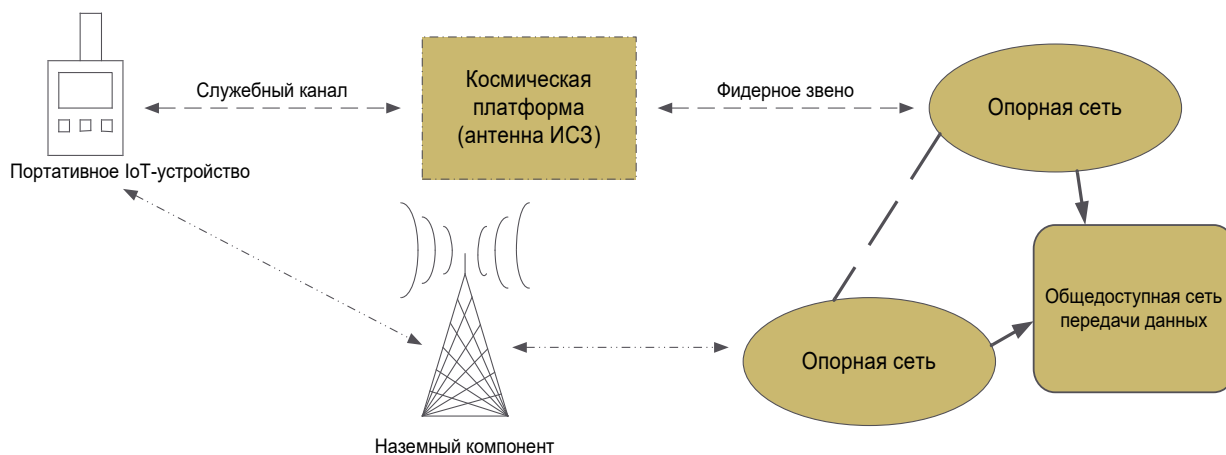 Служебный канал
Космическая
платформа
(антенна ИСЗ)
Фидерное звено
Опорная сеть
Портативное IoT-устройство
Общедоступная сеть
передачи данных
Опорная сеть
Наземный компонент